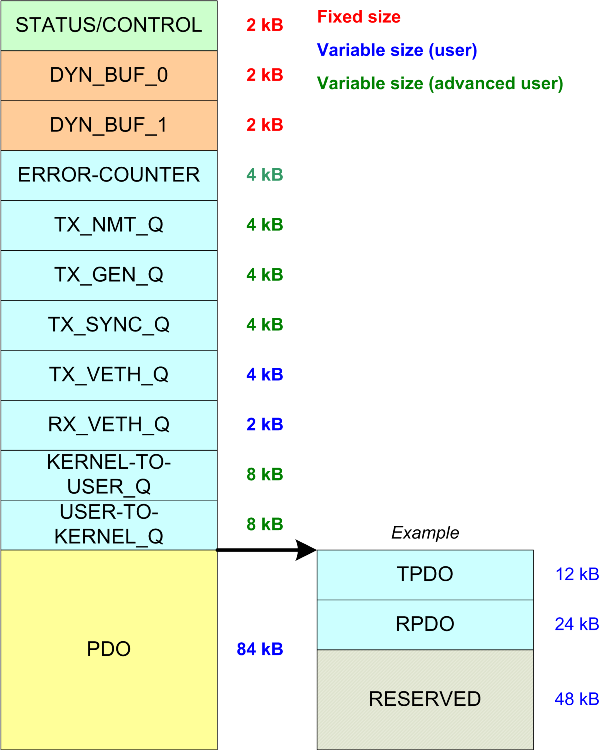 STATUS/CONTROL 2 kB Fixed size
Variable size (user)
DYN_BUF_0 2 kB Variable size (advanced user)
DYN_BUF_1 2 kB
ERROR-COUNTER 4 kB
TX_NMT_Q 4 kB
TX_GEN_Q 4 kB
TX_SYNC_Q 4 kB
TX_VETH_Q 4 kB
RX_VETH_Q 2 kB
KERNEL-TO-
USER_Q 8 kB
USER-TO-
KERNEL_Q 8 kB
Example
TPDO 12 kB
RPDO 24 kB
PDO 84 kB
RESERVED 48 kB